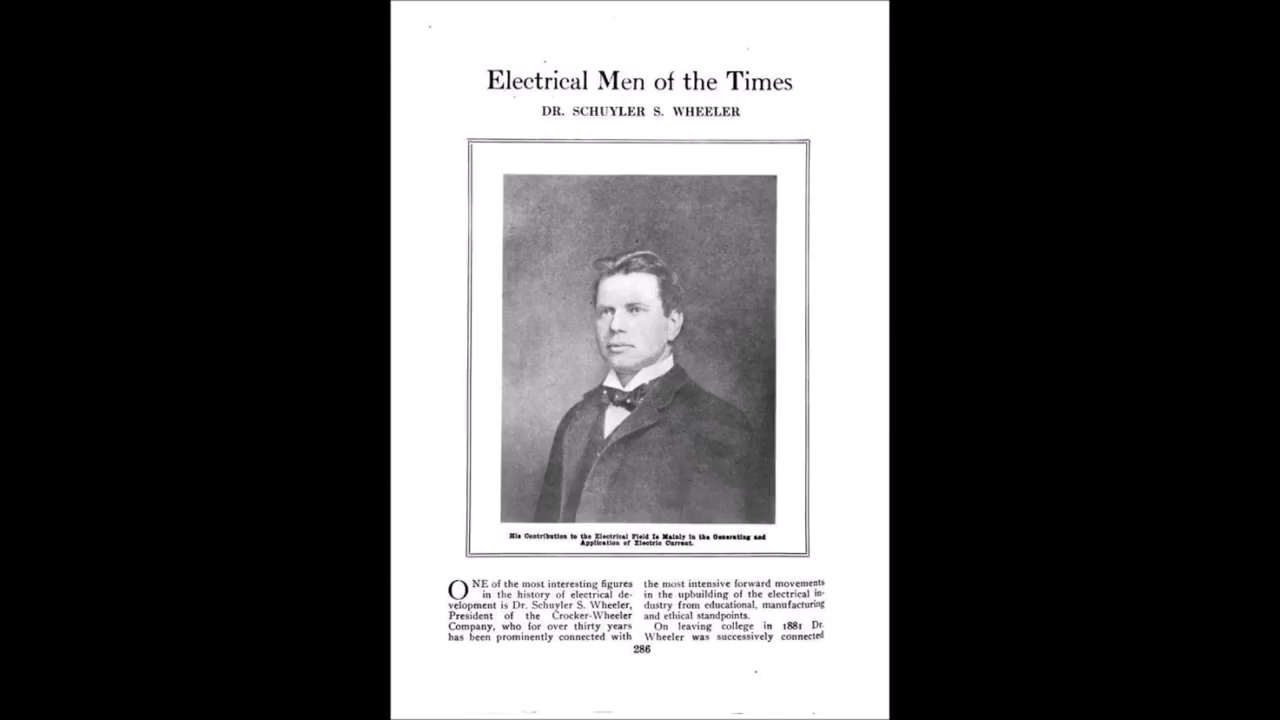 Electrical Men of the Times
DR. SCHUYLER S. WHEELER
His Contribution to the Electrical Field Is Mainly in the Generating and
Application of Electric Current.
ONE of the most interesting figures
in the history of electrical de-
velopment is Dr. Schuyler S. Wheeler,
President of the Crocker-Wheeler
Company, who for over thirty years
has been prominently connected with
the most intensive forward movements
in the upbuilding of the electrical in-
dustry from educational, manufacturing
and ethical standpoints.
On leaving college in 1881 Dr.
Wheeler was successively connected
286